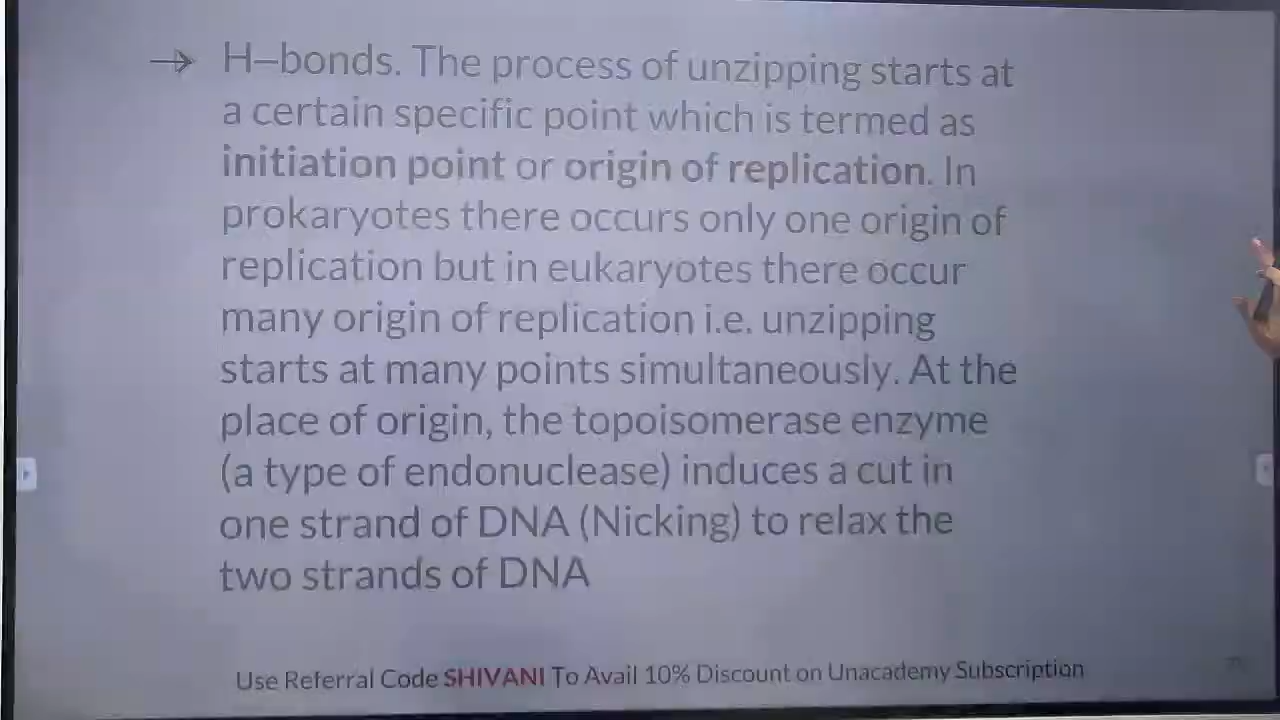 → H–bonds. The process of unzipping starts at
a certain specific point which is termed as
initiation point or origin of replication. In
prokaryotes there occurs only one origin of
replication but in eukaryotes there occur
many origin of replication i.e. unzipping
starts at many points simultaneously. At the
place of origin, the topoisomerase enzyme
(a type of endonuclease) induces a cut in
one strand of DNA (Nicking) to relax the
two strands of DNA
Use Referral Code SHIVANI To Avail 10% Discount on Unacademy Subscription